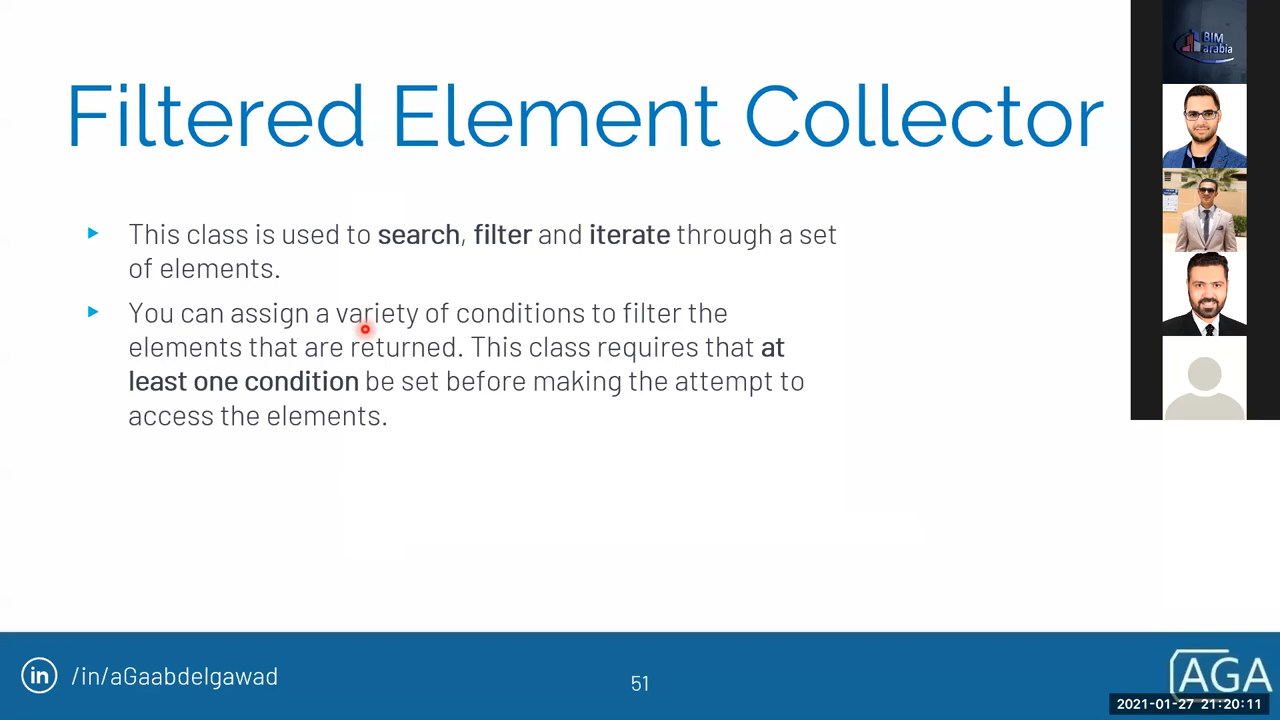 Filtered Element Collector
This class is used to search, filter and iterate through a set
of elements.
You can assign a variety of conditions to filter the
elements that are returned. This class requires that at
least one condition be set before making the attempt to
access the elements.
BIM
arabia
in /in/aGaabdelgawad
51
AGA
2021-01-27 21:20:11